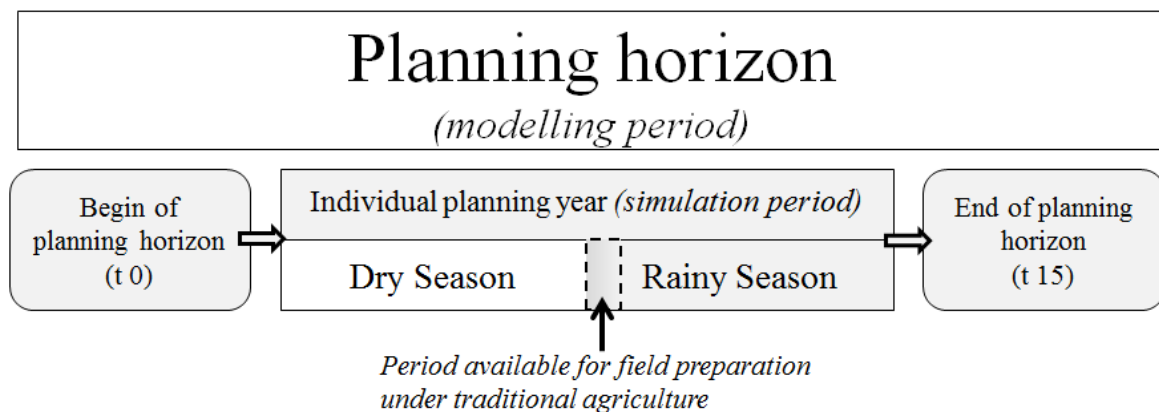 Planning horizon
(modelling period)
Begin of
planning horizon
(t 0)
Individual planning year (simulation period)
Dry Season
Rainy Season
End of planning
horizon
(t 15)
Period available for field preparation
under traditional agriculture